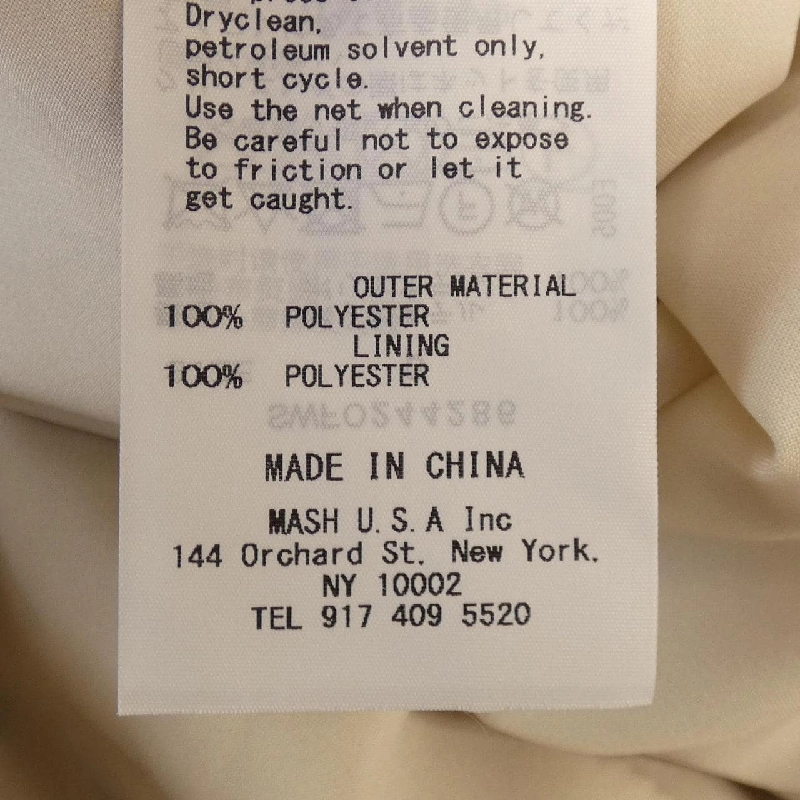 Dryclean,
petroleum solvent only,
short cycle.
Use the net when cleaning.
Be careful not to expose
to friction or let it
get caught.
OUTER MATERIAL
100% POLYESTER
LINING
100% POLYESTER
SWFO244286
MADE IN CHINA
MASH U.S.A Inc
144 Orchard St. New York.
NY 10002
TEL 917 409 5520